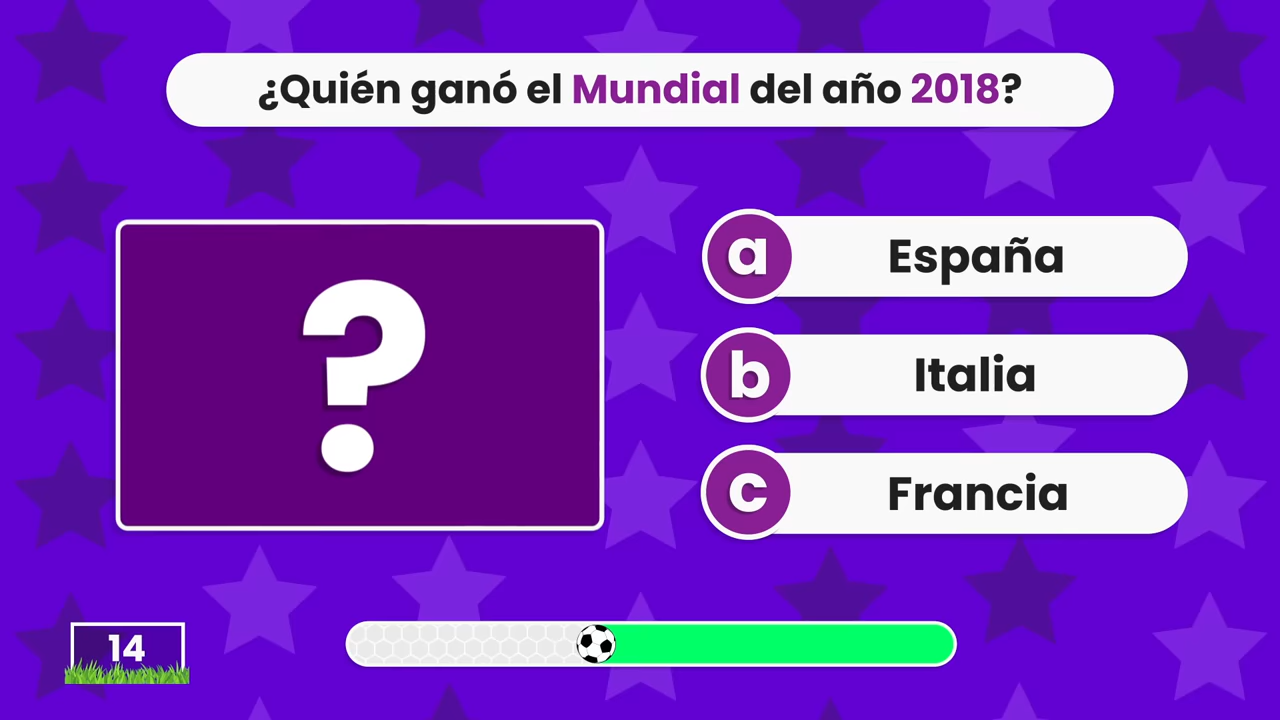 ¿Quién ganó el Mundial del año 2018?
?
a España
b Italia
c Francia
14